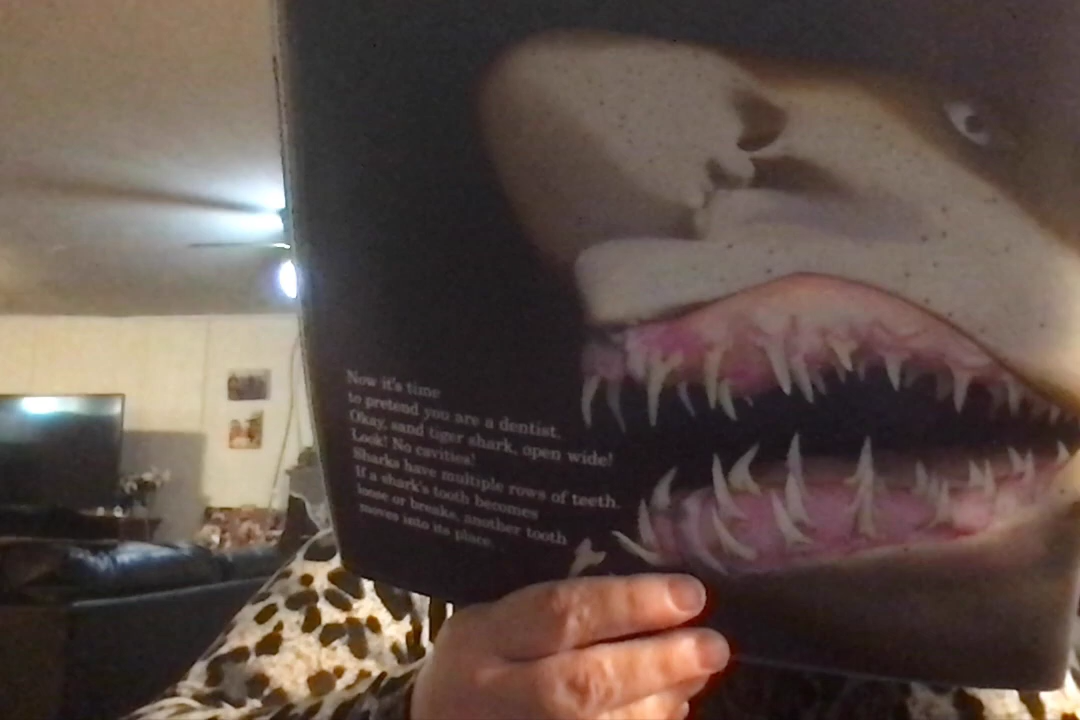 Now it's time
to pretend you are a dentist.
Okay, sand tiger shark, open wide!
Look! No cavities!
Sharks have multiple rows of teeth.
If a shark's tooth becomes
loose or breaks, another tooth
moves into its place.